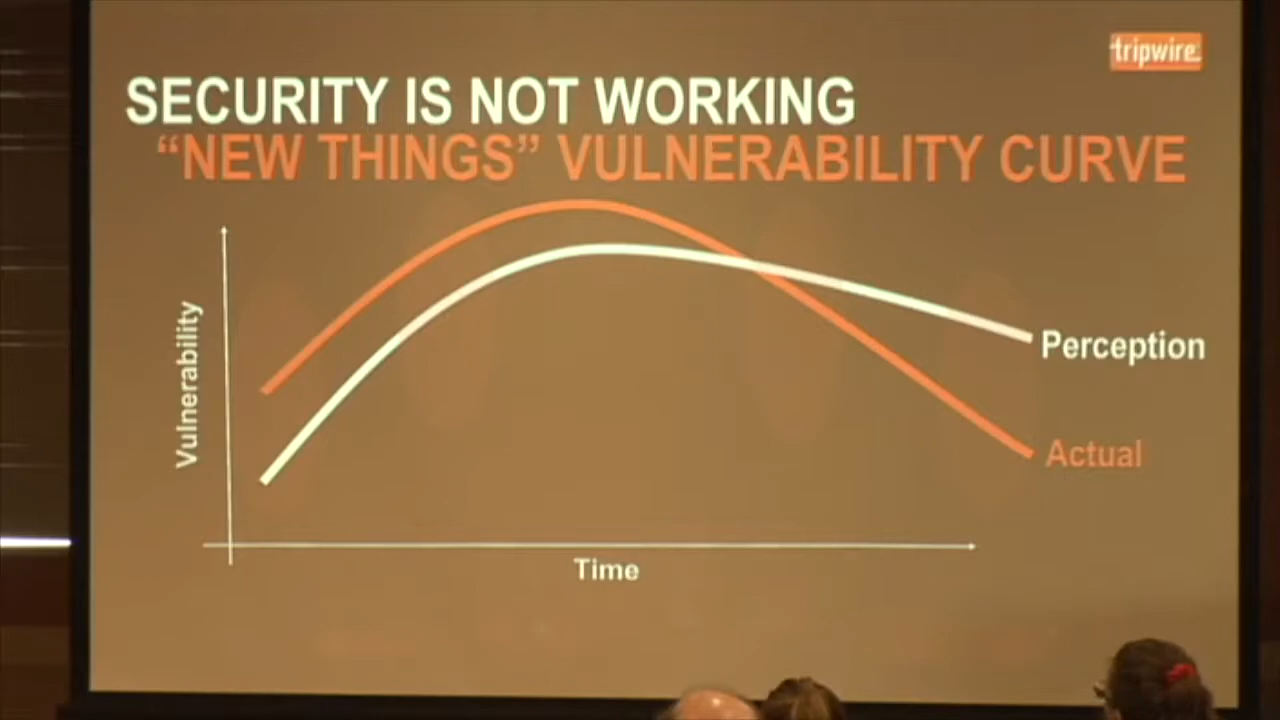 tripwire
SECURITY IS NOT WORKING
“NEW THINGS” VULNERABILITY CURVE
Vulnerability
Perception
Actual
Time